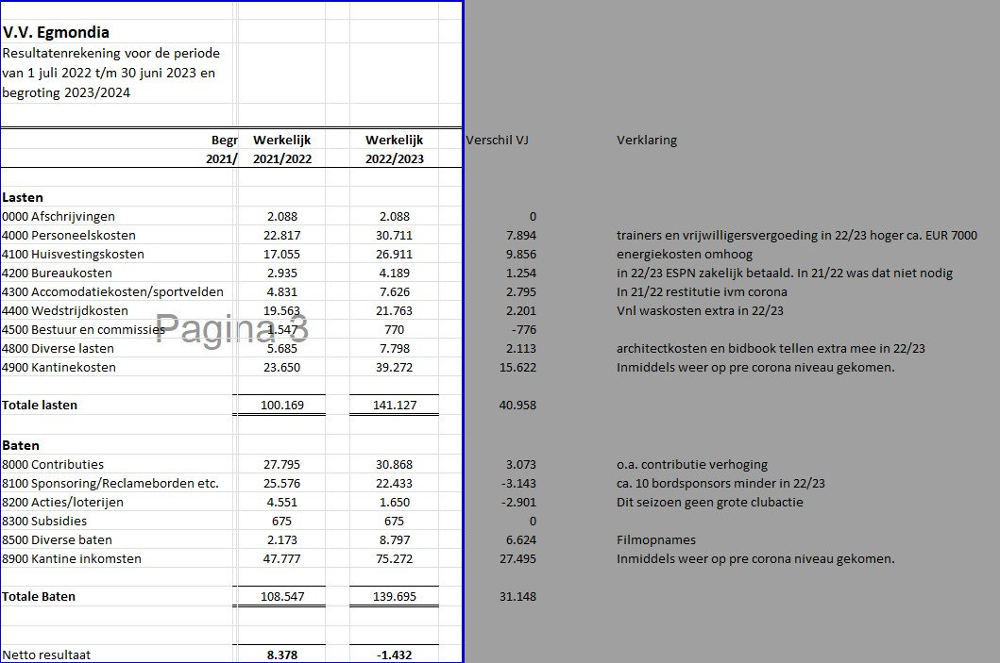 V.V. Egmondia
Resultatenrekening voor de periode
van 1 juli 2022 t/m 30 juni 2023 en
begroting 2023/2024
Begr Werkelijk Werkelijk Verschil VJ Verklaring
2021/ 2021/2022 2022/2023
Lasten
0000 Afschrijvingen 2.088 2.088 0
4000 Personeelskosten 22.817 30.711 7.894 trainers en vrijwilligersvergoeding in 22/23 hoger ca. EUR 7000
4100 Huisvestingskosten 17.055 26.911 9.856 energiekosten omhoog
4200 Bureaukosten 2.935 4.189 1.254 in 22/23 ESPN zakelijk betaald. In 21/22 was dat niet nodig
4300 Accomodatiekosten/sportvelden 4.831 7.626 2.795 In 21/22 restitutie ivm corona
4400 Wedstrijdkosten 19.563 21.763 2.201 Vnl waskosten extra in 22/23
4500 Bestuur en commissies 1.547 770 -776
Pagina 3
4800 Diverse lasten 5.685 7.798 2.113 architectkosten en bidbook tellen extra mee in 22/23
4900 Kantinekosten 23.650 39.272 15.622 Inmiddels weer op pre corona niveau gekomen.
Totale lasten 100.169 141.127 40.958
Baten
8000 Contributies 27.795 30.868 3.073 o.a. contributie verhoging
8100 Sponsoring/Reclameborden etc. 25.576 22.433 -3.143 ca. 10 bordsponsors minder in 22/23
8200 Acties/loterijen 4.551 1.650 -2.901 Dit seizoen geen grote clubactie
8300 Subsidies 675 675 0
8500 Diverse baten 2.173 8.797 6.624 Filmopnames
8900 Kantine inkomsten 47.777 75.272 27.495 Inmiddels weer op pre corona niveau gekomen.
Totale Baten 108.547 139.695 31.148
Netto resultaat 8.378 -1.432